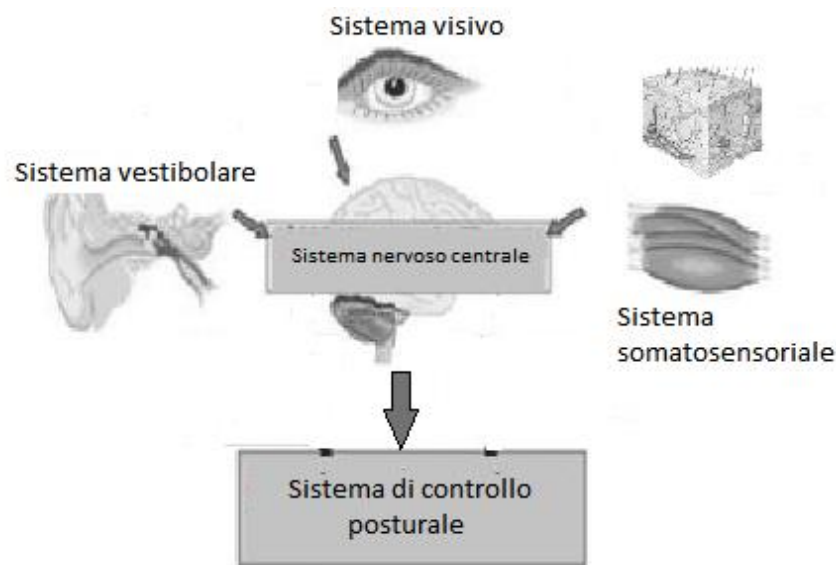 Sistema visivo
Sistema vestibolare
Sistema nervoso centrale
Sistema
somatosensoriale
Sistema di controllo
posturale